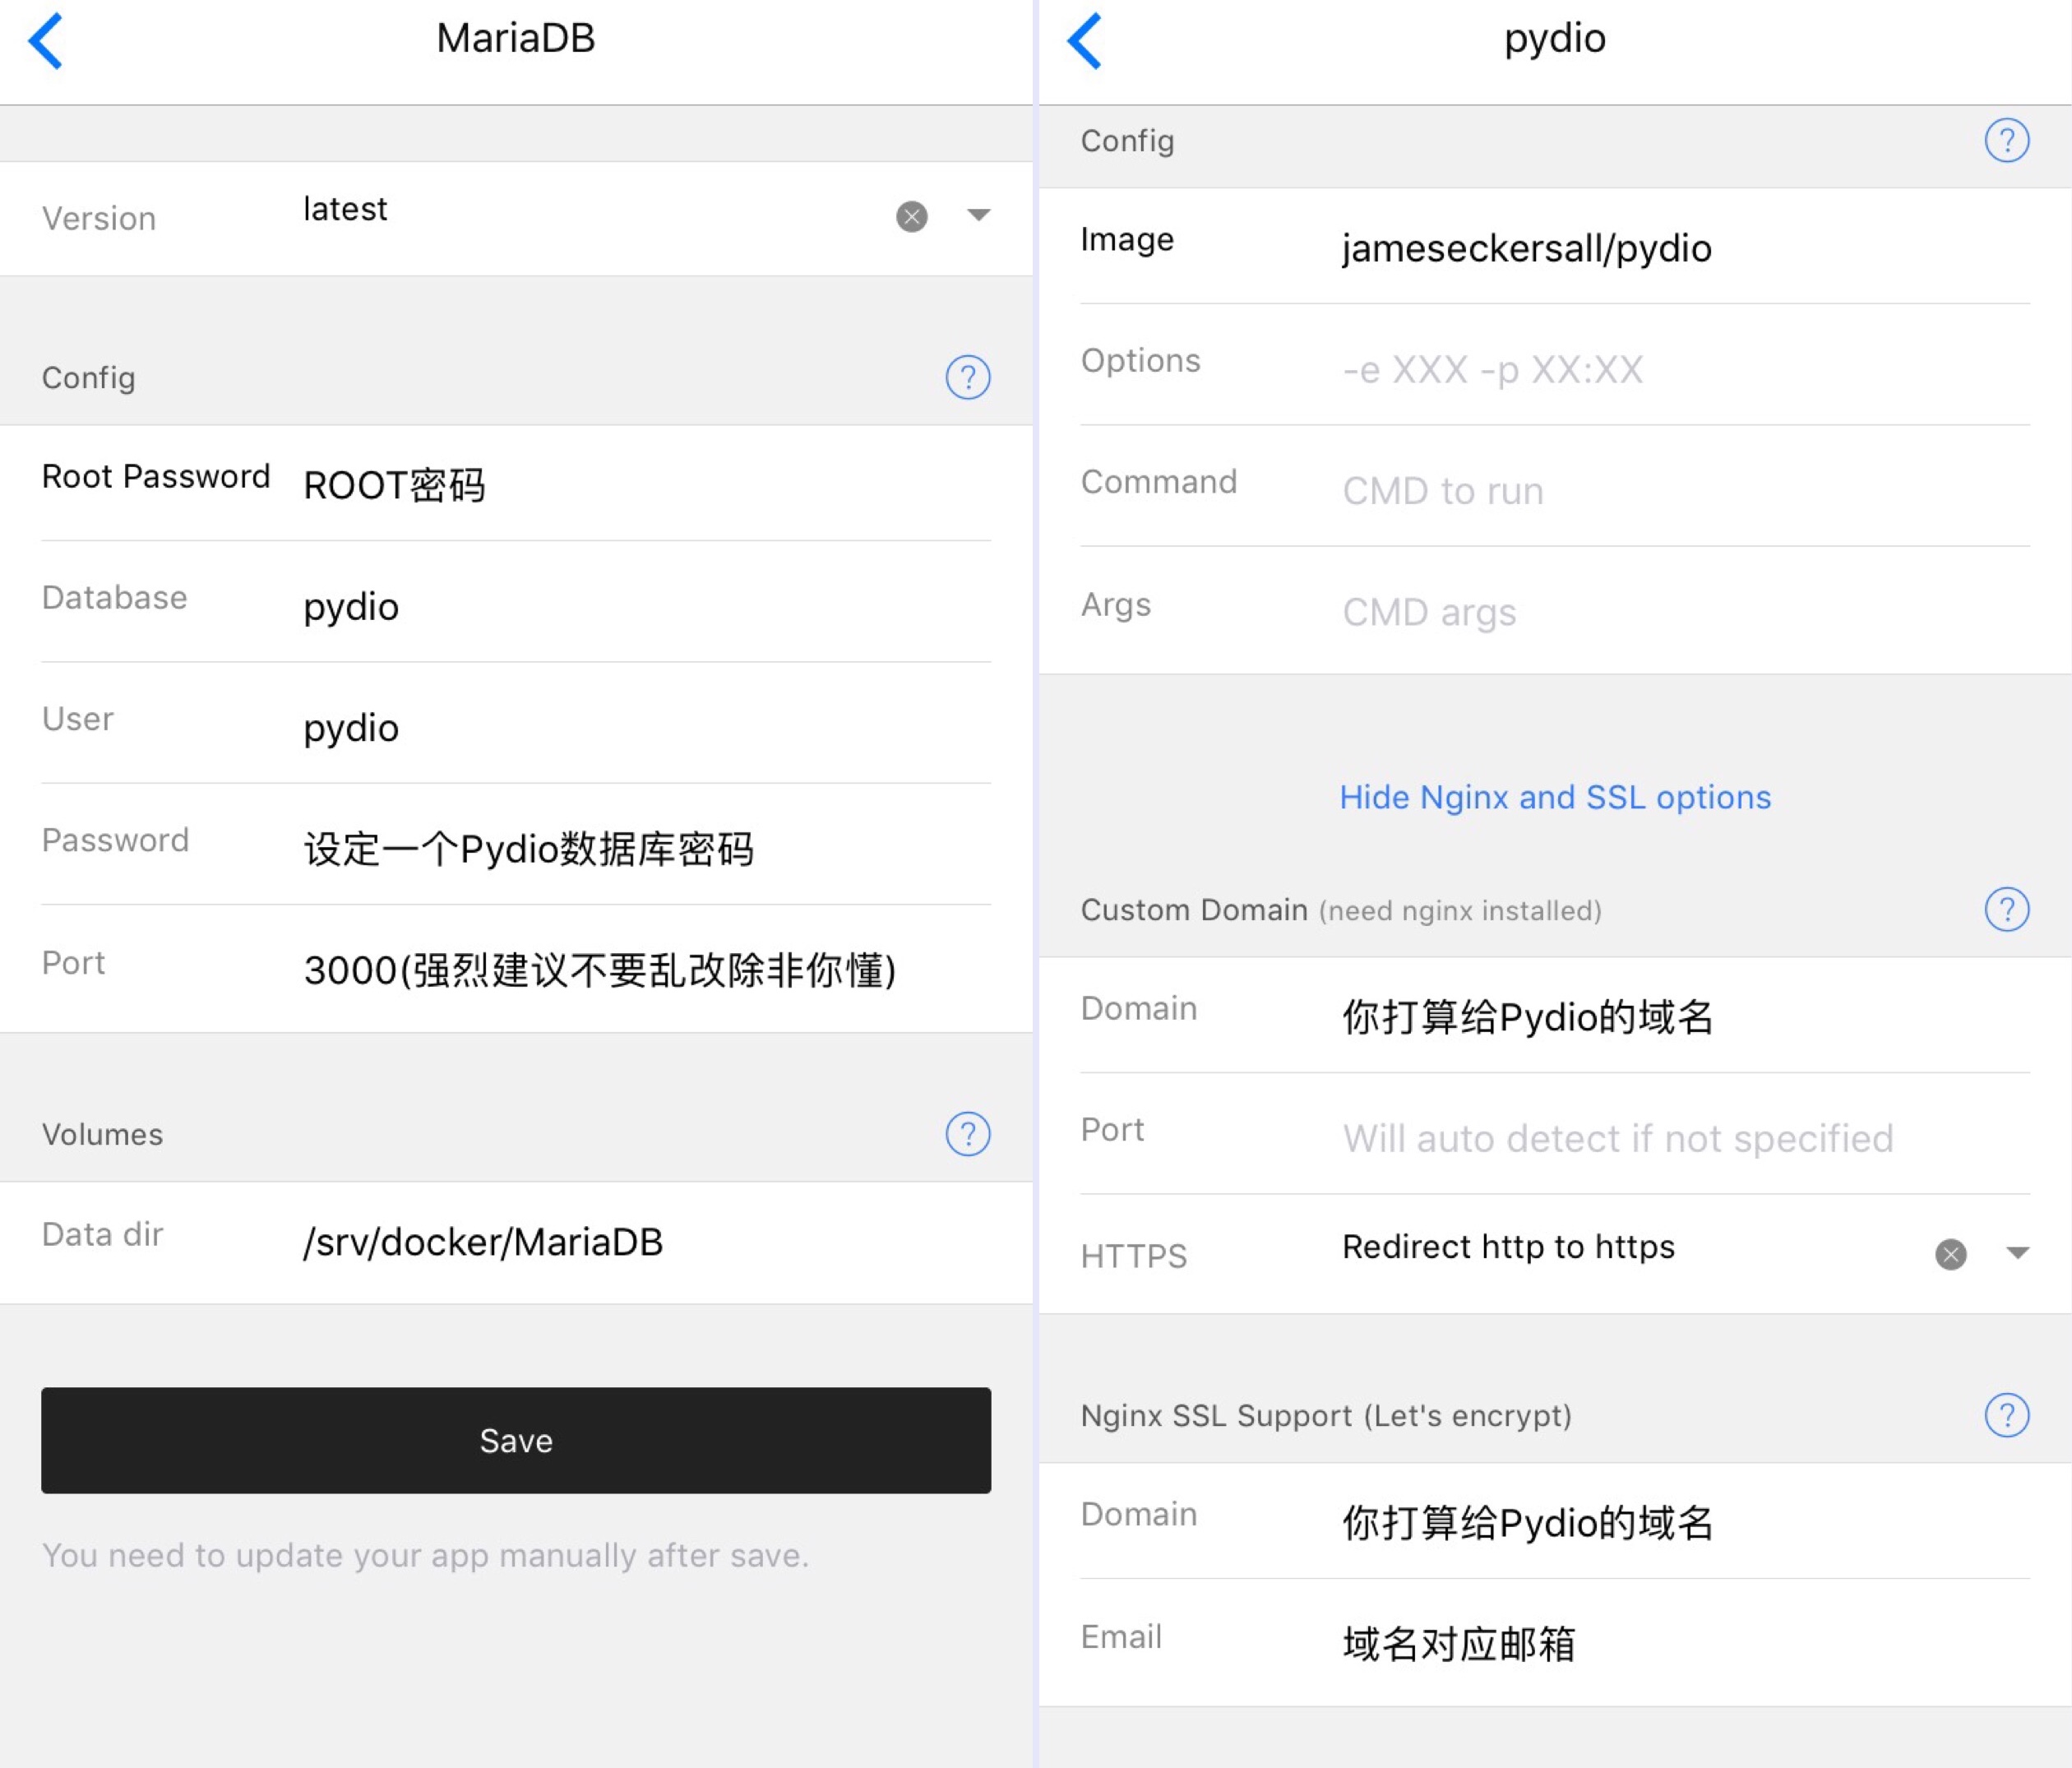 MariaDB
Version latest
Config ?
Root Password ROOT密码
Database pydio
User pydio
Password 设定一个Pydio数据库密码
Port 3000(强烈建议不要乱改除非你懂)
Volumes ?
Data dir /srv/docker/MariaDB
Save
You need to update your app manually after save.
pydio
Config ?
Image jameseckersall/pydio
Options -e XXX -p XX:XX
Command CMD to run
Args CMD args
Hide Nginx and SSL options
Custom Domain (need nginx installed) ?
Domain 你打算给Pydio的域名
Port Will auto detect if not specified
HTTPS Redirect http to https
Nginx SSL Support (Let's encrypt) ?
Domain 你打算给Pydio的域名
Email 域名对应邮箱